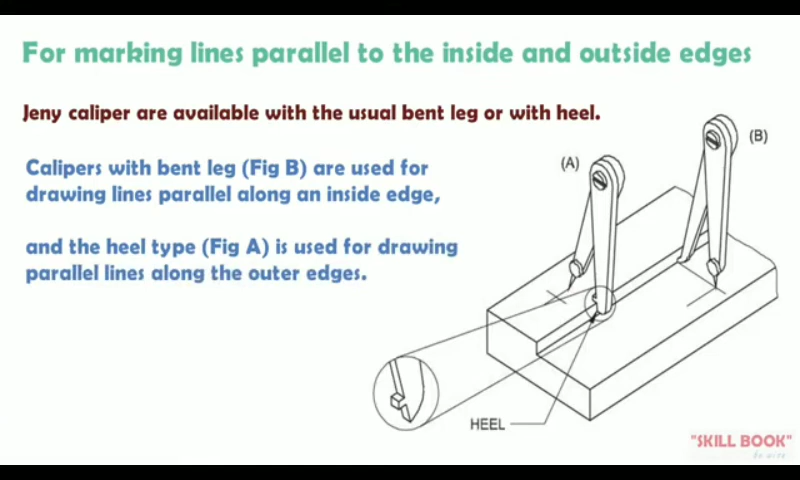 For marking lines parallel to the inside and outside edges
Jeny caliper are available with the usual bent leg or with heel.
Calipers with bent leg (Fig B) are used for
drawing lines parallel along an inside edge,
and the heel type (Fig A) is used for drawing
parallel lines along the outer edges.
(A)
(B)
HEEL
"SKILL BOOK"